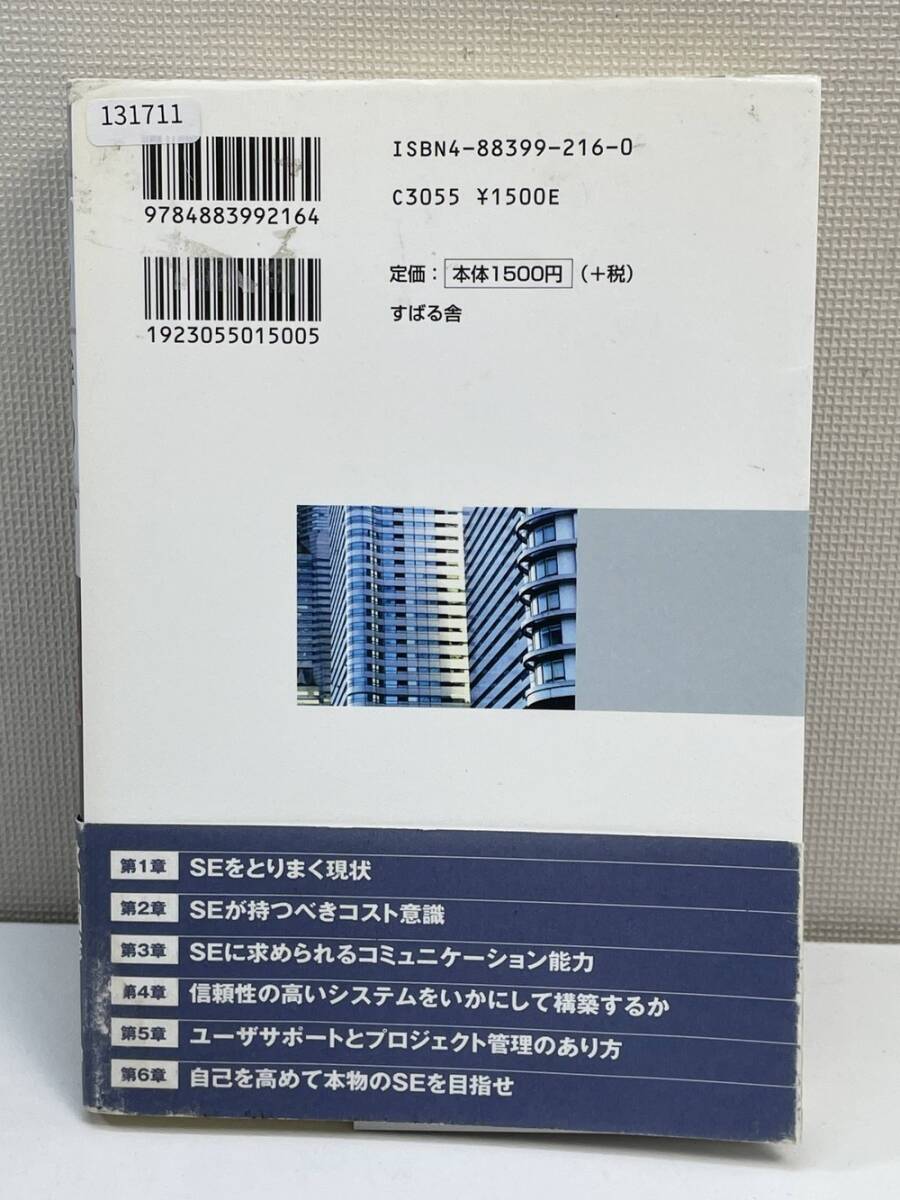 131711
ISBN4-88399-216-0
9784883992164
C3055 ¥1500E
定価：本体1500円（+税）
すばる舎
1923055015005
第1章 SEをとりまく現状
第2章 SEが持つべきコスト意識
第3章 SEに求められるコミュニケーション能力
第4章 信頼性の高いシステムをいかにして構築するか
第5章 ユーザサポートとプロジェクト管理のあり方
第6章 自己を高めて本物のSEを目指せ